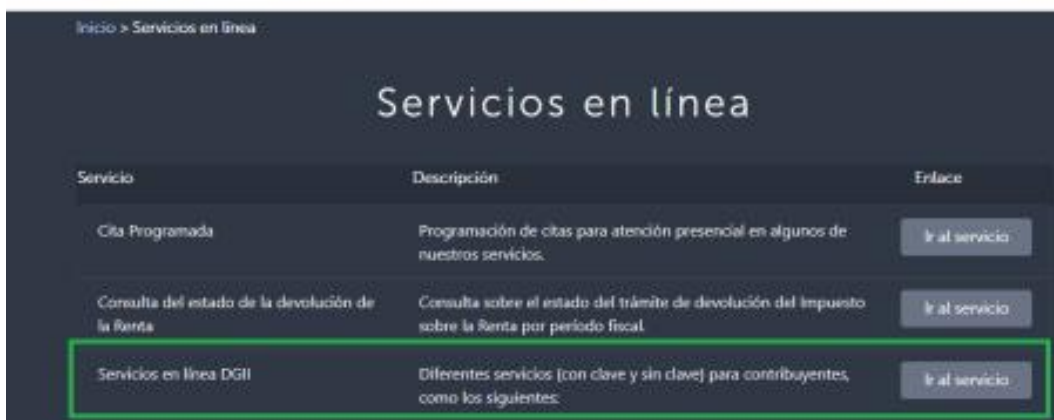 Inicio > Servicios en línea
Servicios en línea
Servicio Descripción Enlace
Cita Programada Programación de citas para atención presencial en algunos de Ir al servicio
nuestros servicios.
Consulta del estado de la devolución de Consulta sobre el estado del trámite de devolución del Impuesto Ir al servicio
la Renta sobre la Renta por período fiscal.
Servicios en línea DGII Diferentes servicios (con clave y sin clave) para contribuyentes, Ir al servicio
como los siguientes: